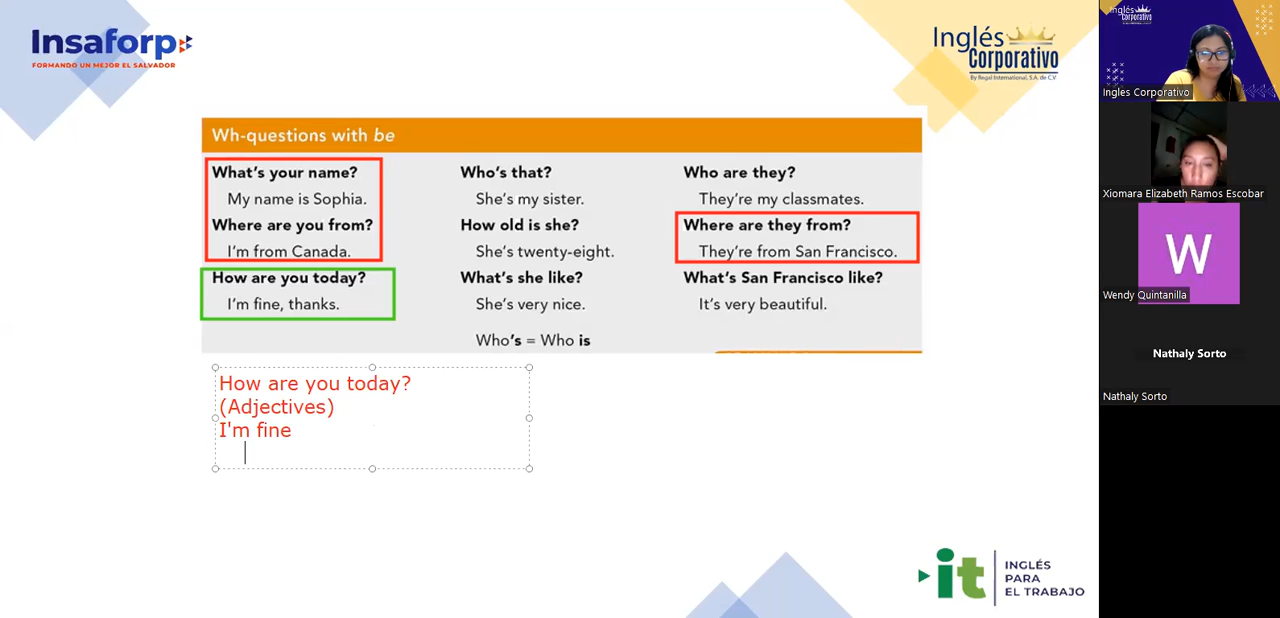 Insaforp
FORMANDO UN MEJOR EL SALVADOR
Inglés
Corporativo
By Regal International, S.A. de C.V
Wh-questions with be
What's your name?
My name is Sophia.
Where are you from?
I'm from Canada.
How are you today?
I'm fine, thanks.
Who's that?
She's my sister.
How old is she?
She's twenty-eight.
What's she like?
She's very nice.
Who's = Who is
Who are they?
They're my classmates.
Where are they from?
They're from San Francisco.
What's San Francisco like?
It's very beautiful.
How are you today?
(Adjectives)
I'm fine
it
INGLÉS
PARA
EL TRABAJO
Inglés
Corporativo
Ingles Corporativo
Xiomara Elizabeth Ramos Escobar
W
Wendy Quintanilla
Nathaly Sorto
Nathaly Sorto